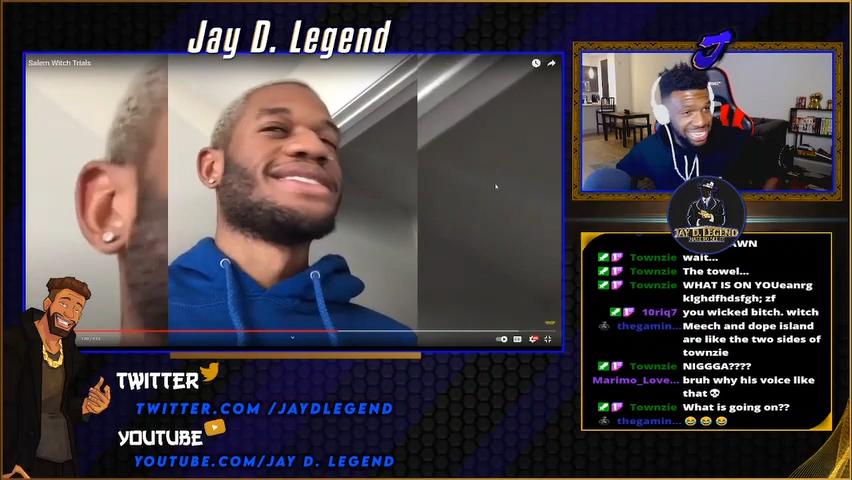 Jay D. Legend
Salem Witch Trials
J
JAY D. LEGEND
AWN
Townzie wait...
Townzie The towel...
Townzie WHAT IS ON YOUeanrg
klghdfhdsfgh; zf
10riq7 you wicked bitch. witch
thegamin... Meech and dope island
are like the two sides of
townzie
Townzie NIGGGA????
Marimo_Love... bruh why his voice like
that
Townzie What is going on??
thegamin...
TWITTER
TWITTER.COM /JAYDLEGEND
YOUTUBE
YOUTUBE.COM/JAY D. LEGEND